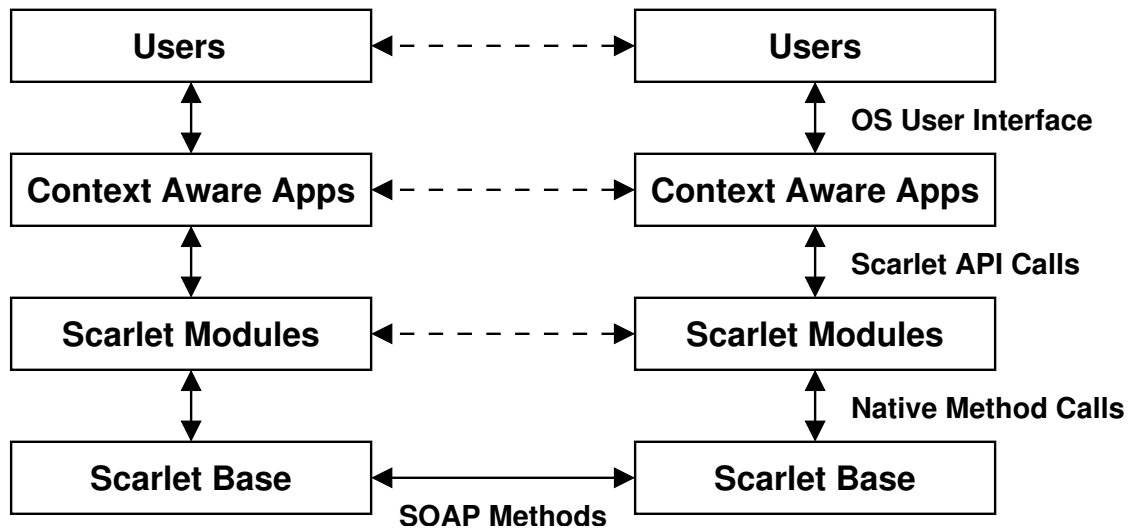 Users
Users
OS User Interface
Context Aware Apps
Context Aware Apps
Scarlet API Calls
Scarlet Modules
Scarlet Modules
Native Method Calls
Scarlet Base
Scarlet Base
SOAP Methods